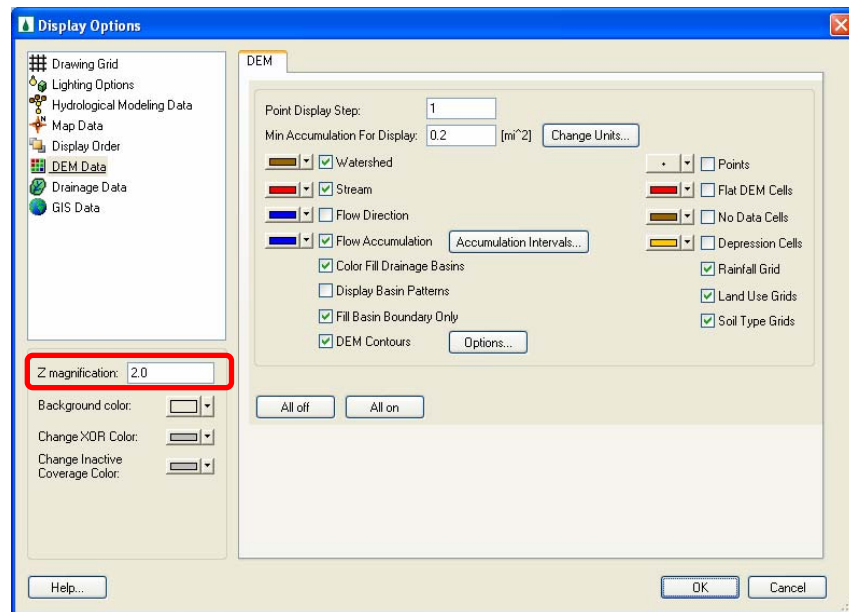 Display Options
Drawing Grid
Lighting Options
Hydrological Modeling Data
Map Data
Display Order
DEM Data
Drainage Data
GIS Data
Z magnification: 2.0
Background color:
Change XOR Color:
Change Inactive
Coverage Color:
DEM
Point Display Step: 1
Min Accumulation For Display: 0.2 [mi^2] Change Units...
Watershed
Stream
Flow Direction
Flow Accumulation Accumulation Intervals...
Color Fill Drainage Basins
Display Basin Patterns
Fill Basin Boundary Only
DEM Contours Options...
Points
Flat DEM Cells
No Data Cells
Depression Cells
Rainfall Grid
Land Use Grids
Soil Type Grids
All off All on
Help... OK Cancel